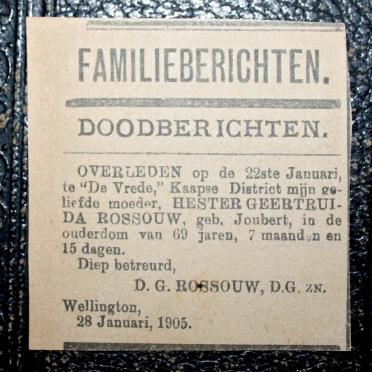 FAMILIEBERICHTEN.
DOODBERICHTEN.
OVERLEDEN op de 22ste Januari,
te "De Vrede," Kaapse District mijn ge-
liefde moeder, HESTER GEERTRUI-
DA ROSSOUW, geb. Joubert, in de
ouderdom van 69 jaren, 7 maanden en
15 dagen.
Diep betreurd,
D. G. ROSSOUW, D.G. ZN.
Wellington,
28 Januari, 1905.